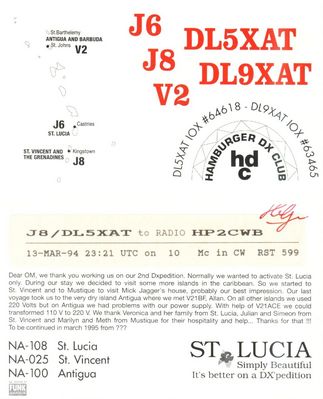 St Barthelemy
ANTIGUA AND BARBUDA
St. Johns V2
J6 Castries
ST. LUCIA
ST. VINCENT AND THE GRENADINES
Kingstown
J8
J6
J8
V2
DL5XAT
DL9XAT
DL5XAT IOX #64618 - DL9XAT IOX #63465
HAMBURGER DX CLUB
hd
c
J8/DL5XAT to RADIO HP2CWB
13-MAR-94 23:21 UTC on 10 Mc in CW RST 599
Dear OM, we thank you working us on our 2nd Dxpedition. Normally we wanted to activate St. Lucia
only. During our stay we decided to visit some more islands in the caribbean. So we started to
St. Vincent and to Mustique to visit Mick Jagger's house, probably our best impression. Our last
voyage took us to the very dry island Antigua where we met V21BF, Allan. On all other islands we used
220 Volts but on Antigua we had some power supply problems. With help of V21ACE we could
transformed 110 V to 220 V. We thank Veronica and her family from St. Lucia, Julian and Simeon from
St. Vincent and Marilyn and Meth from Mustique for their hospitality and help... Thanks for that !!!
To be continued in march 1995 from ???
NA-108 St. Lucia
NA-025 St. Vincent
NA-100 Antigua
ST. LUCIA
Simply Beautiful
It's better on a DX'pedition